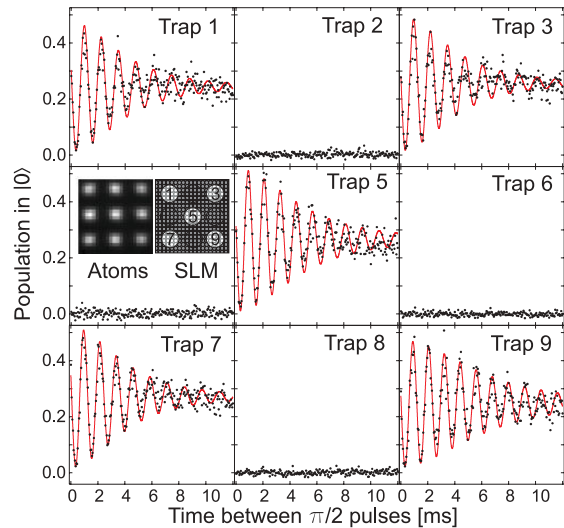 Trap 1
Trap 2
Trap 3
0.4
0.2
0.0
Trap 5
Trap 6
1
3
5
7
9
Atoms
SLM
0.4
0.2
0.0
Trap 7
Trap 8
Trap 9
0.4
0.2
0.0
0 2 4 6 8 10
0 2 4 6 8 10
0 2 4 6 8 10
Population in |0⟩
Time between π/2 pulses [ms]